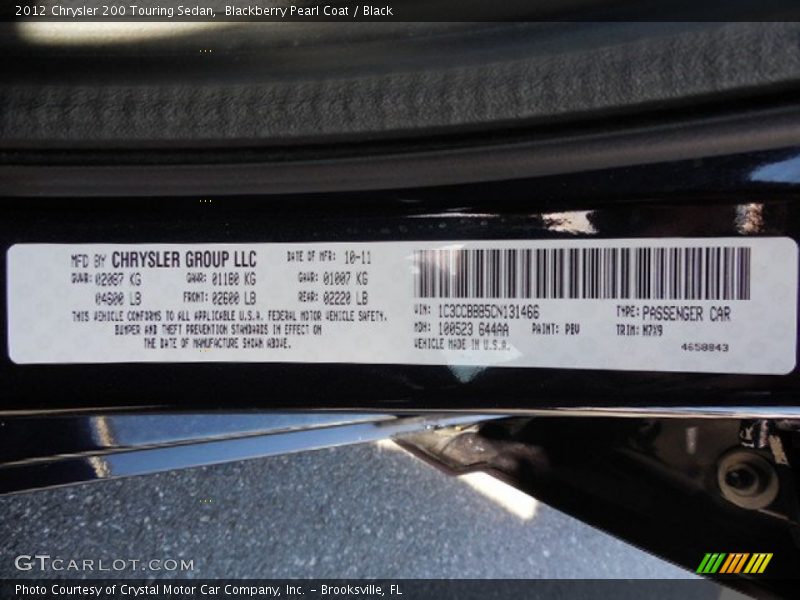 2012 Chrysler 200 Touring Sedan, Blackberry Pearl Coat / Black
MFD BY CHRYSLER GROUP LLC DATE OF MFR: 10-11
GVWR: 02087 KG GAWR: 01180 KG GAWR: 01007 KG
04600 LB FRONT: 02600 LB REAR: 02220 LB
THIS VEHICLE CONFORMS TO ALL APPLICABLE U.S.A. FEDERAL MOTOR VEHICLE SAFETY,
BUMPER AND THEFT PREVENTION STANDARDS IN EFFECT ON
THE DATE OF MANUFACTURE SHOWN ABOVE.
VIN: 1C3CCBBB5CN131466 TYPE: PASSENGER CAR
MDH: 100523 644AA PAINT: PBV TRIM: M7X9
VEHICLE MADE IN U.S.A. 4658843
GTCARLOT.COM
Photo Courtesy of Crystal Motor Car Company, Inc. - Brooksville, FL